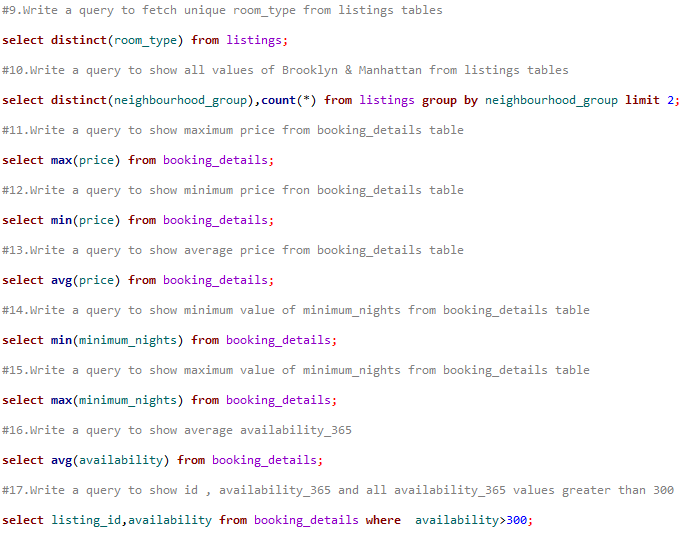 #9.Write a query to fetch unique room_type from listings tables
select distinct(room_type) from listings;
#10.Write a query to show all values of Brooklyn & Manhattan from listings tables
select distinct(neighbourhood_group),count(*) from listings group by neighbourhood_group limit 2;
#11.Write a query to show maximum price from booking_details table
select max(price) from booking_details;
#12.Write a query to show minimum price fron booking_details table
select min(price) from booking_details;
#13.Write a query to show average price from booking_details table
select avg(price) from booking_details;
#14.Write a query to show minimum value of minimum_nights from booking_details table
select min(minimum_nights) from booking_details;
#15.Write a query to show maximum value of minimum_nights from booking_details table
select max(minimum_nights) from booking_details;
#16.Write a query to show average availability_365
select avg(availability) from booking_details;
#17.Write a query to show id , availability_365 and all availability_365 values greater than 300
select listing_id,availability from booking_details where  availability>300;